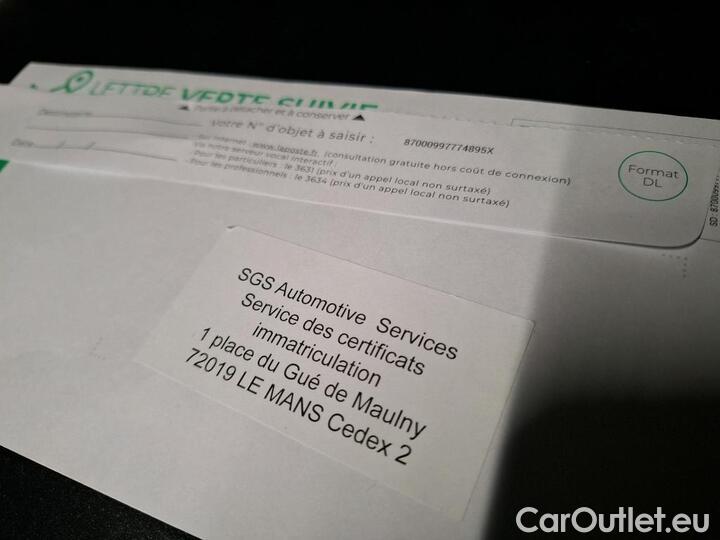 LETTRE VERTE SUIVIE
▲ Partie à détacher et à conserver ▲
Votre N° d'objet à saisir : 87000997774895X
Date
Sur internet : www.laposte.fr, (consultation gratuite hors coût de connexion)
Via notre serveur vocal interactif :
- Pour les particuliers : le 3631 (prix d'un appel local non surtaxé)
- Pour les professionnels : le 3634 (prix d'un appel local non surtaxé)
Format
DL
SGS Automotive Services
Service des certificats
immatriculation
1 place du Gué de Maulny
72019 LE MANS Cedex 2
CarOutlet.eu